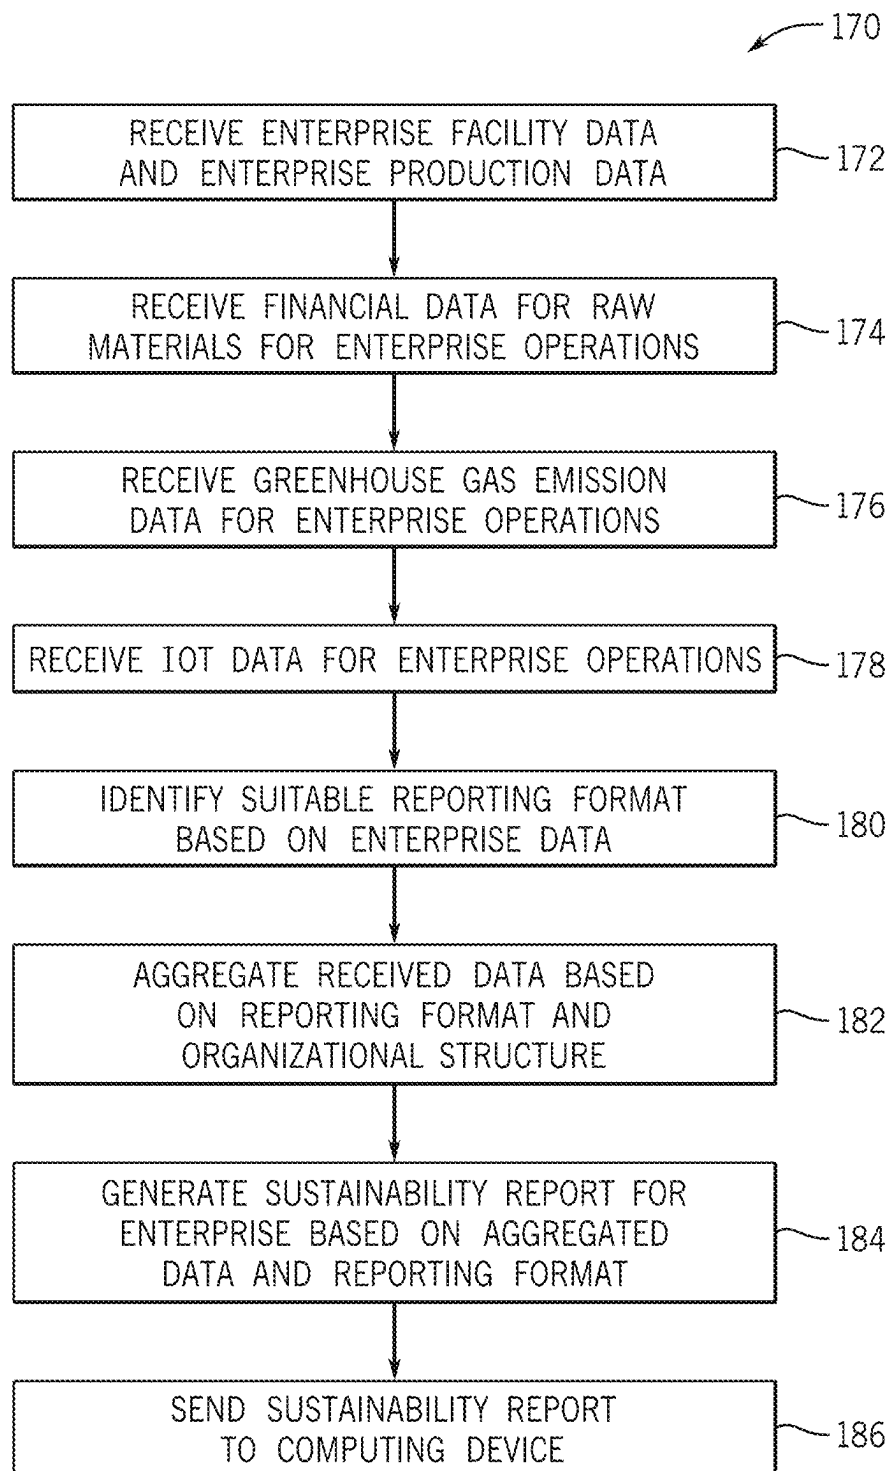 170
RECEIVE ENTERPRISE FACILITY DATA
AND ENTERPRISE PRODUCTION DATA
172
RECEIVE FINANCIAL DATA FOR RAW
MATERIALS FOR ENTERPRISE OPERATIONS
174
RECEIVE GREENHOUSE GAS EMISSION
DATA FOR ENTERPRISE OPERATIONS
176
RECEIVE IOT DATA FOR ENTERPRISE OPERATIONS
178
IDENTIFY SUITABLE REPORTING FORMAT
BASED ON ENTERPRISE DATA
180
AGGREGATE RECEIVED DATA BASED
ON REPORTING FORMAT AND
ORGANIZATIONAL STRUCTURE
182
GENERATE SUSTAINABILITY REPORT FOR
ENTERPRISE BASED ON AGGREGATED
DATA AND REPORTING FORMAT
184
SEND SUSTAINABILITY REPORT
TO COMPUTING DEVICE
186